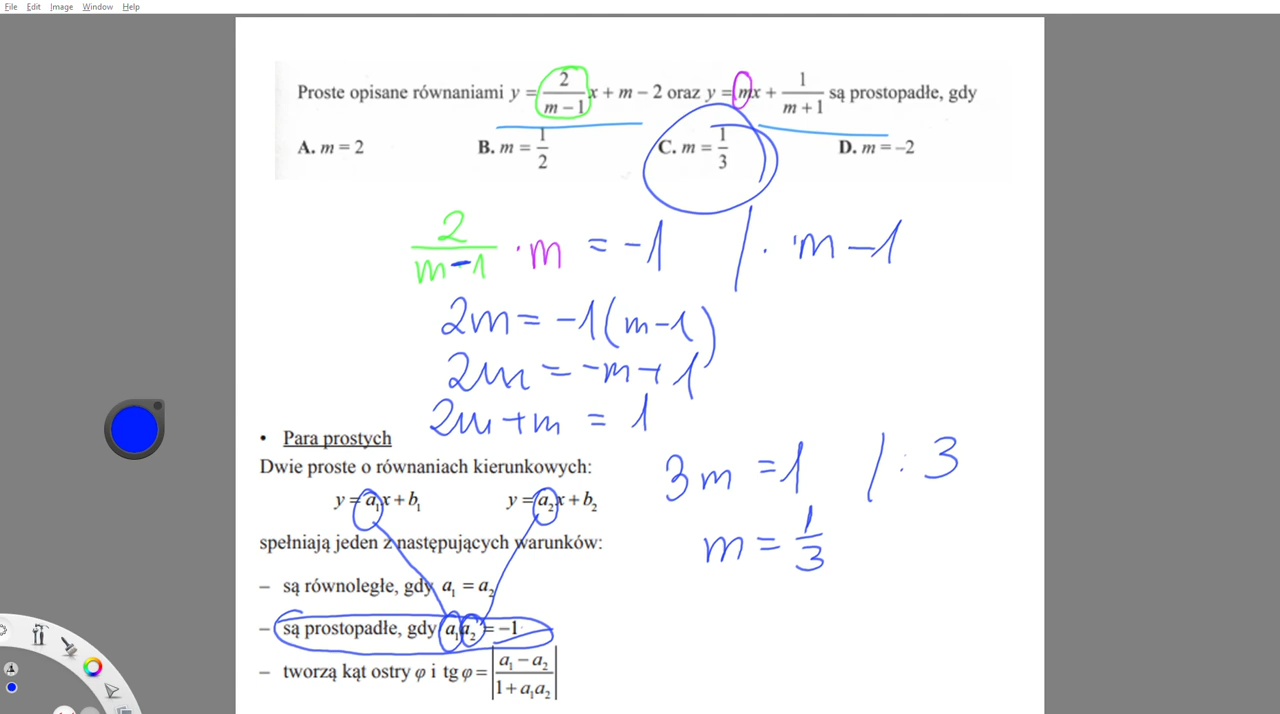 File Edit Image Window Help
Proste opisane równaniami y = 2/(m − 1) x + m − 2 oraz y = mx + 1/(m + 1) są prostopadłe, gdy
A. m = 2 B. m = 1/2 C. m = 1/3 D. m = −2
2/(m−1) · m = −1 / · m − 1
2m = −1(m−1)
2m = −m + 1
2m + m = 1
3m = 1 / : 3
m = 1/3
• Para prostych
Dwie proste o równaniach kierunkowych:
y = a₁x + b₁ y = a₂x + b₂
spełniają jeden z następujących warunków:
− są równoległe, gdy a₁ = a₂
− są prostopadłe, gdy a₁a₂ = −1
− tworzą kąt ostry φ i tg φ = |(a₁ − a₂)/(1 + a₁a₂)|